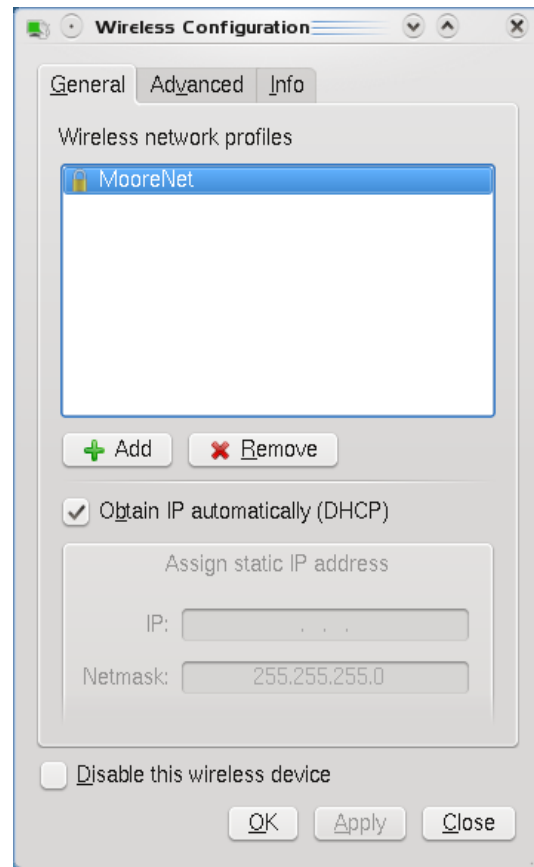 Wireless Configuration
General Advanced Info
Wireless network profiles
MooreNet
Add Remove
Obtain IP automatically (DHCP)
Assign static IP address
IP: . . .
Netmask: 255.255.255.0
Disable this wireless device
OK Apply Close